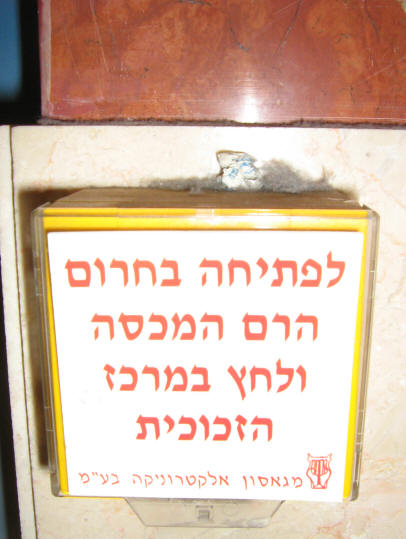 לפתיחה בחרום
הרם המכסה
ולחץ במרכז
הזכוכית
מגאסון אלקטרוניקה בע"מ